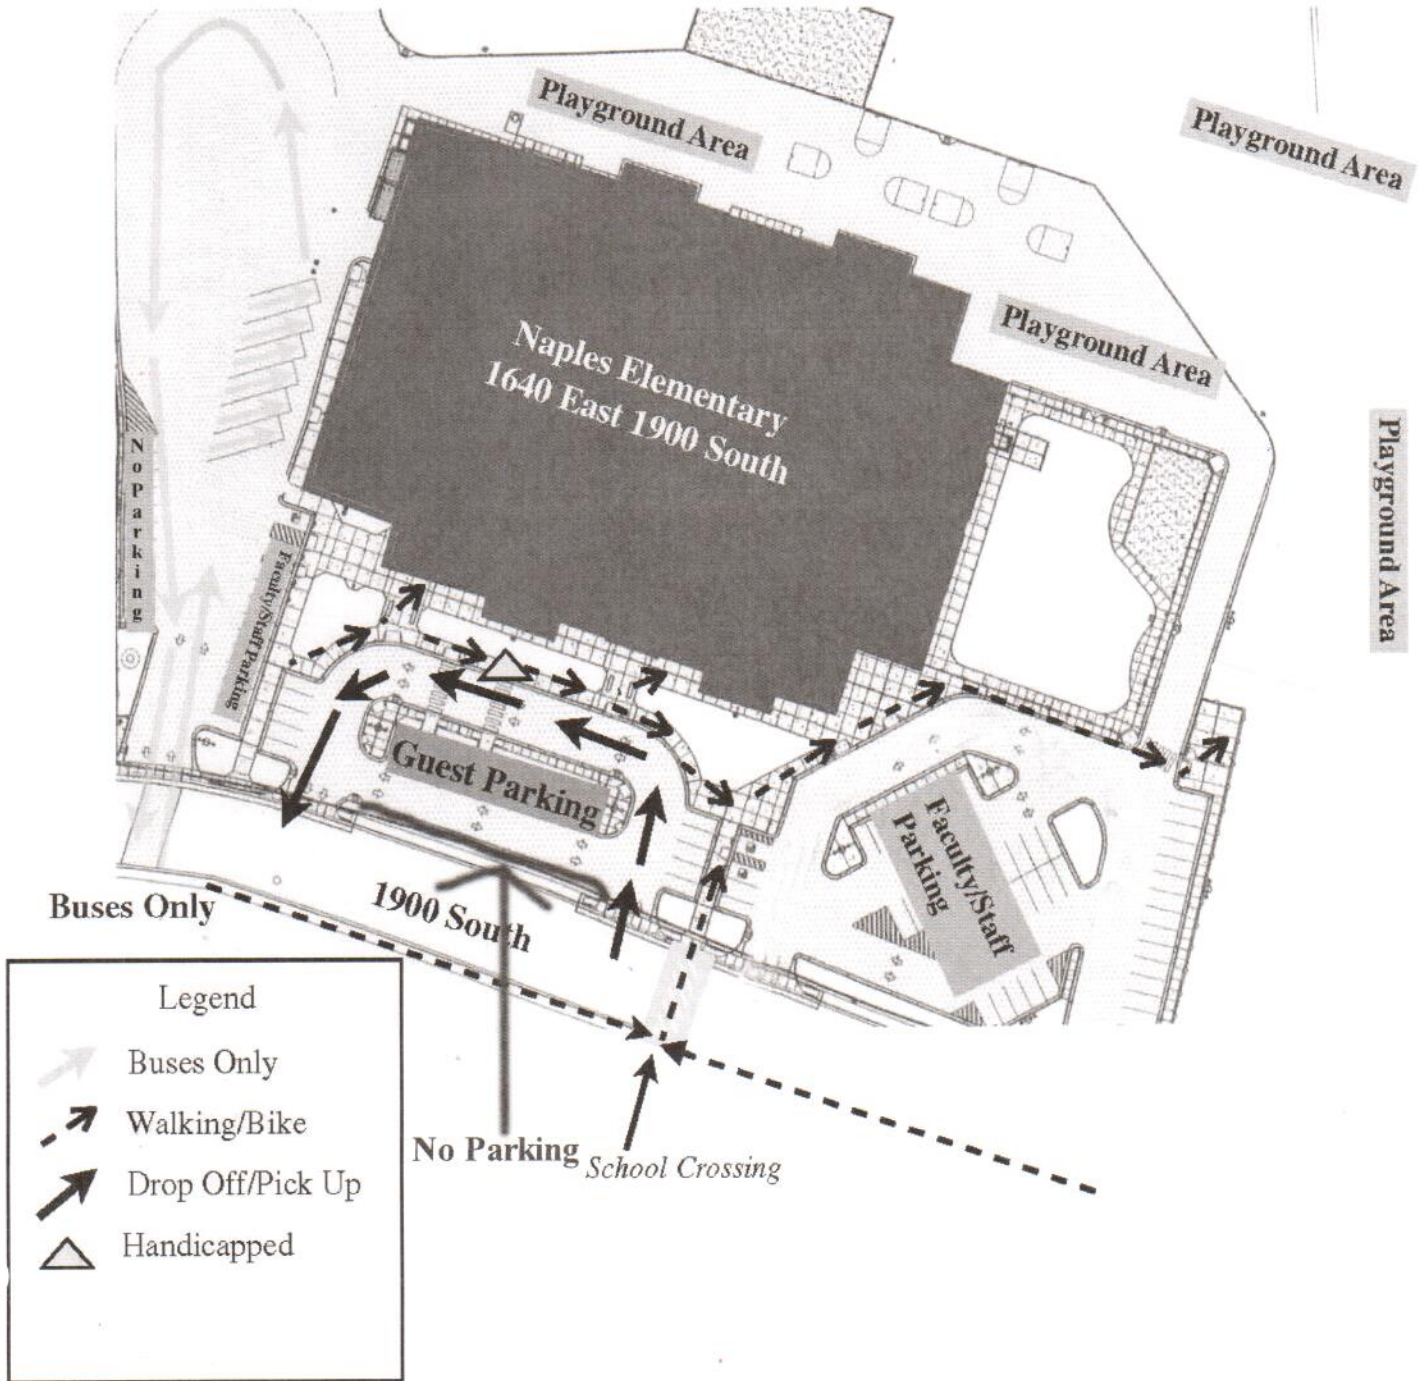 Playground Area
Playground Area
Naples Elementary
1640 East 1900 South
Playground Area
Playground Area
No Parking
Faculty/Staff Parking
Guest Parking
Faculty/Staff
Parking
Buses Only
1900 South
Legend
Buses Only
Walking/Bike
Drop Off/Pick Up
Handicapped
No Parking
School Crossing